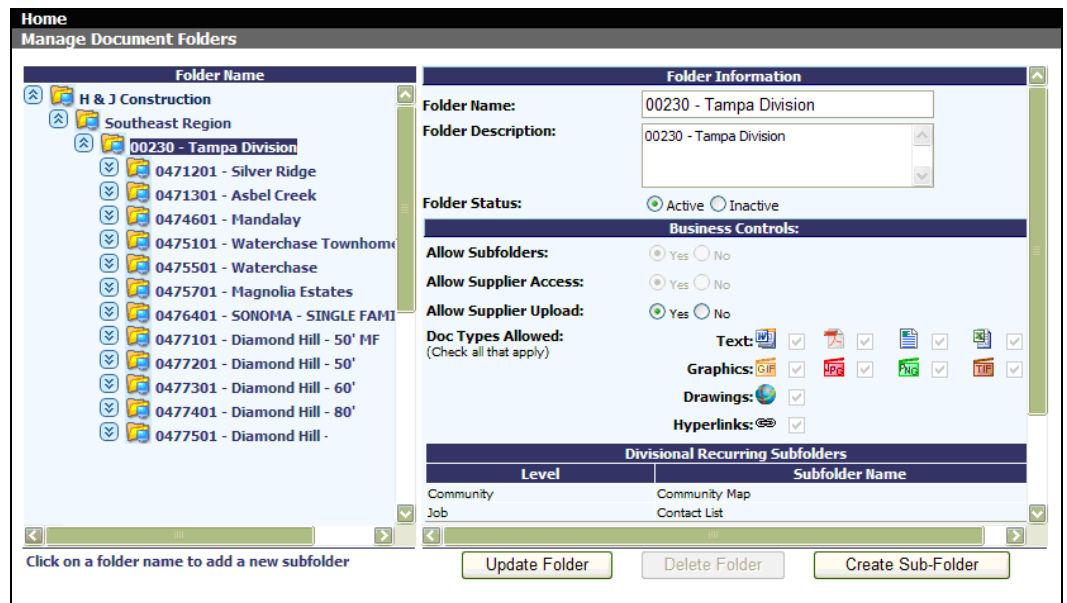 Home
Manage Document Folders
Folder Name
H & J Construction
Southeast Region
00230 - Tampa Division
0471201 - Silver Ridge
0471301 - Asbel Creek
0474601 - Mandalay
0475101 - Waterchase Townhome
0475501 - Waterchase
0475701 - Magnolia Estates
0476401 - SONOMA - SINGLE FAMI
0477101 - Diamond Hill - 50' MF
0477201 - Diamond Hill - 50'
0477301 - Diamond Hill - 60'
0477401 - Diamond Hill - 80'
0477501 - Diamond Hill -
Click on a folder name to add a new subfolder
Folder Information
Folder Name: 00230 - Tampa Division
Folder Description: 00230 - Tampa Division
Folder Status: Active Inactive
Business Controls:
Allow Subfolders: Yes No
Allow Supplier Access: Yes No
Allow Supplier Upload: Yes No
Doc Types Allowed: Text:
(Check all that apply)
Graphics: GIF JPG PNG TIF
Drawings:
Hyperlinks:
Divisional Recurring Subfolders
Level Subfolder Name
Community Community Map
Job Contact List
Update Folder Delete Folder Create Sub-Folder